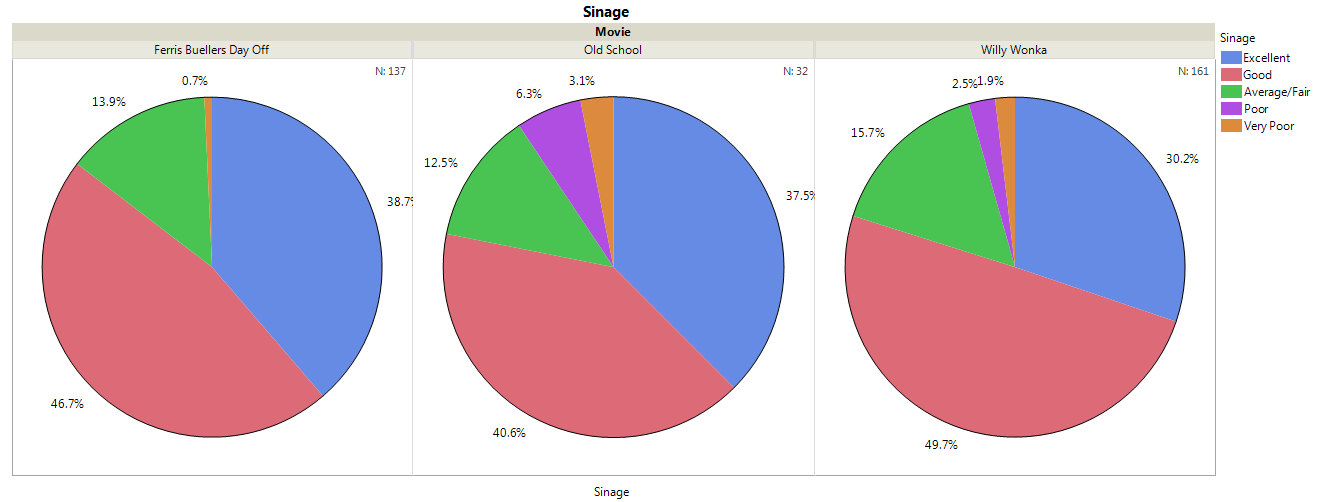 Sinage
Movie
Ferris Buellers Day Off
Old School
Willy Wonka
Sinage
Excellent
Good
Average/Fair
Poor
Very Poor
N: 137
0.7%
13.9%
38.7
46.7%
N: 32
3.1%
6.3%
12.5%
37.5%
40.6%
N: 161
2.5%
1.9%
15.7%
30.2%
49.7%
Sinage